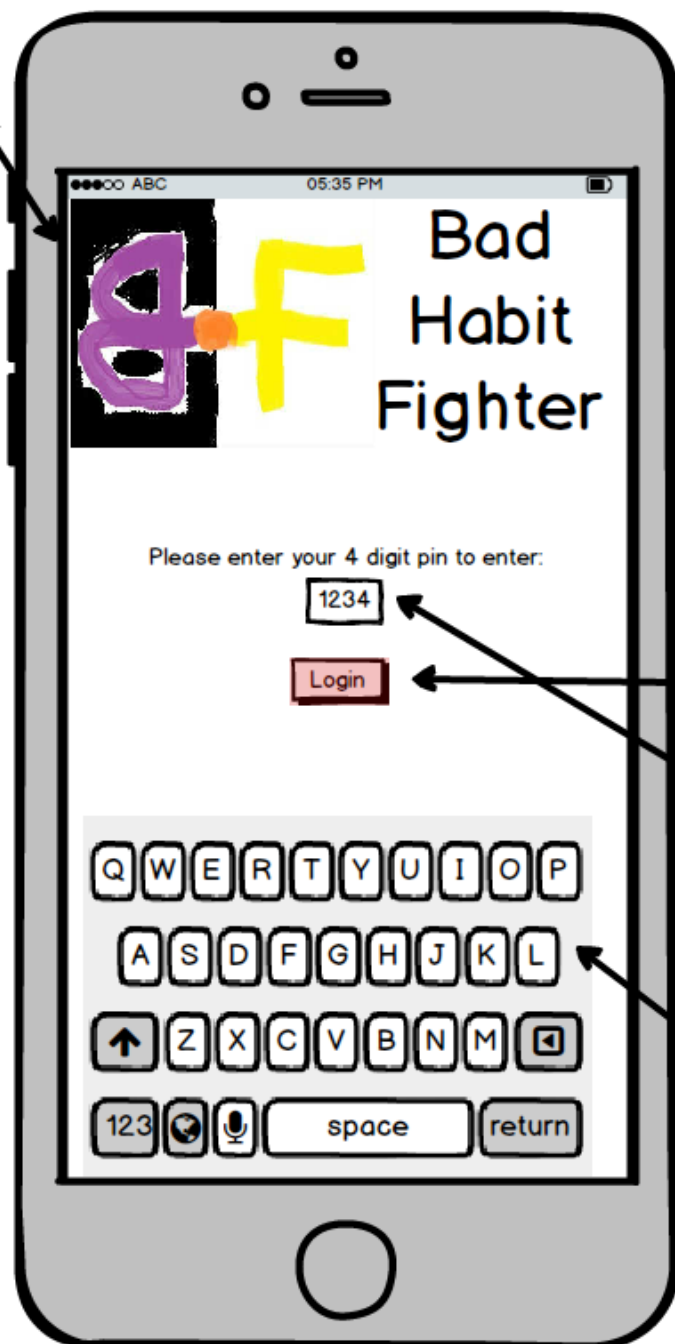 ABC 05:35 PM
BF
Bad
Habit
Fighter
Please enter your 4 digit pin to enter:
1234
Login
Q W E R T Y U I O P
A S D F G H J K L
Z X C V B N M
123 space return